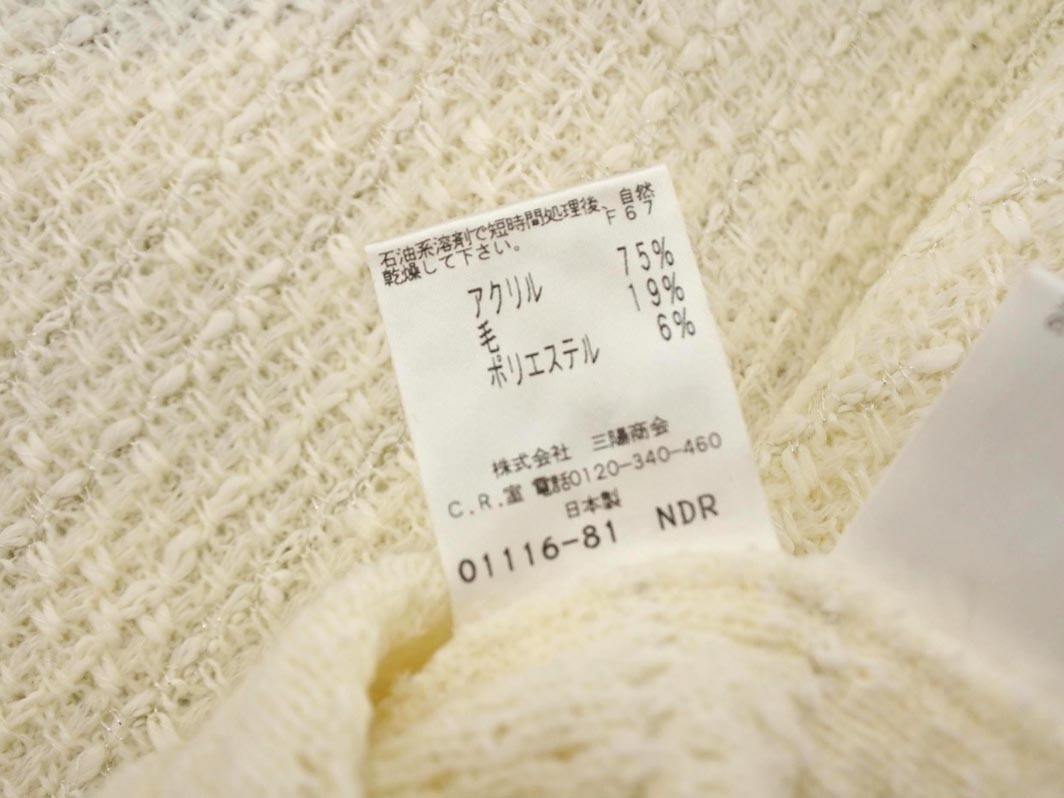 石油系溶剤で短時間処理後、自然
乾燥して下さい。 F67
アクリル 75%
毛 19%
ポリエステル 6%
株式会社 三陽商会
C.R.室 電話0120-340-460
日本製
01116-81 NDR